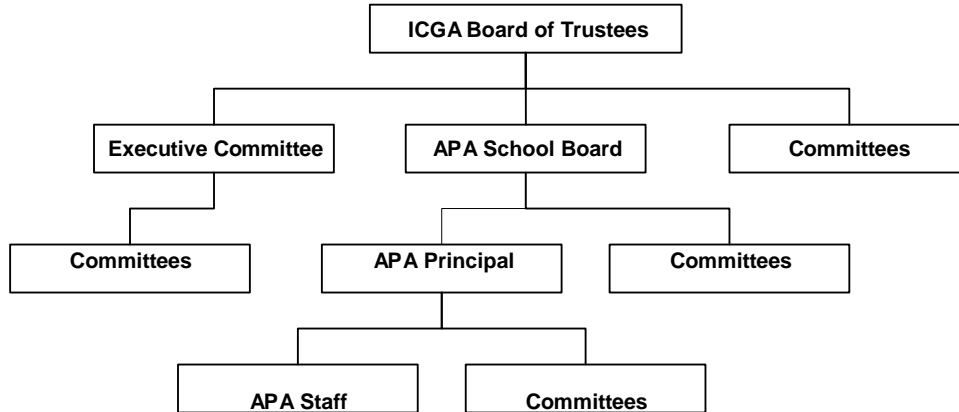 ICGA Board of Trustees
Executive Committee
APA School Board
Committees
Committees
APA Principal
Committees
APA Staff
Committees